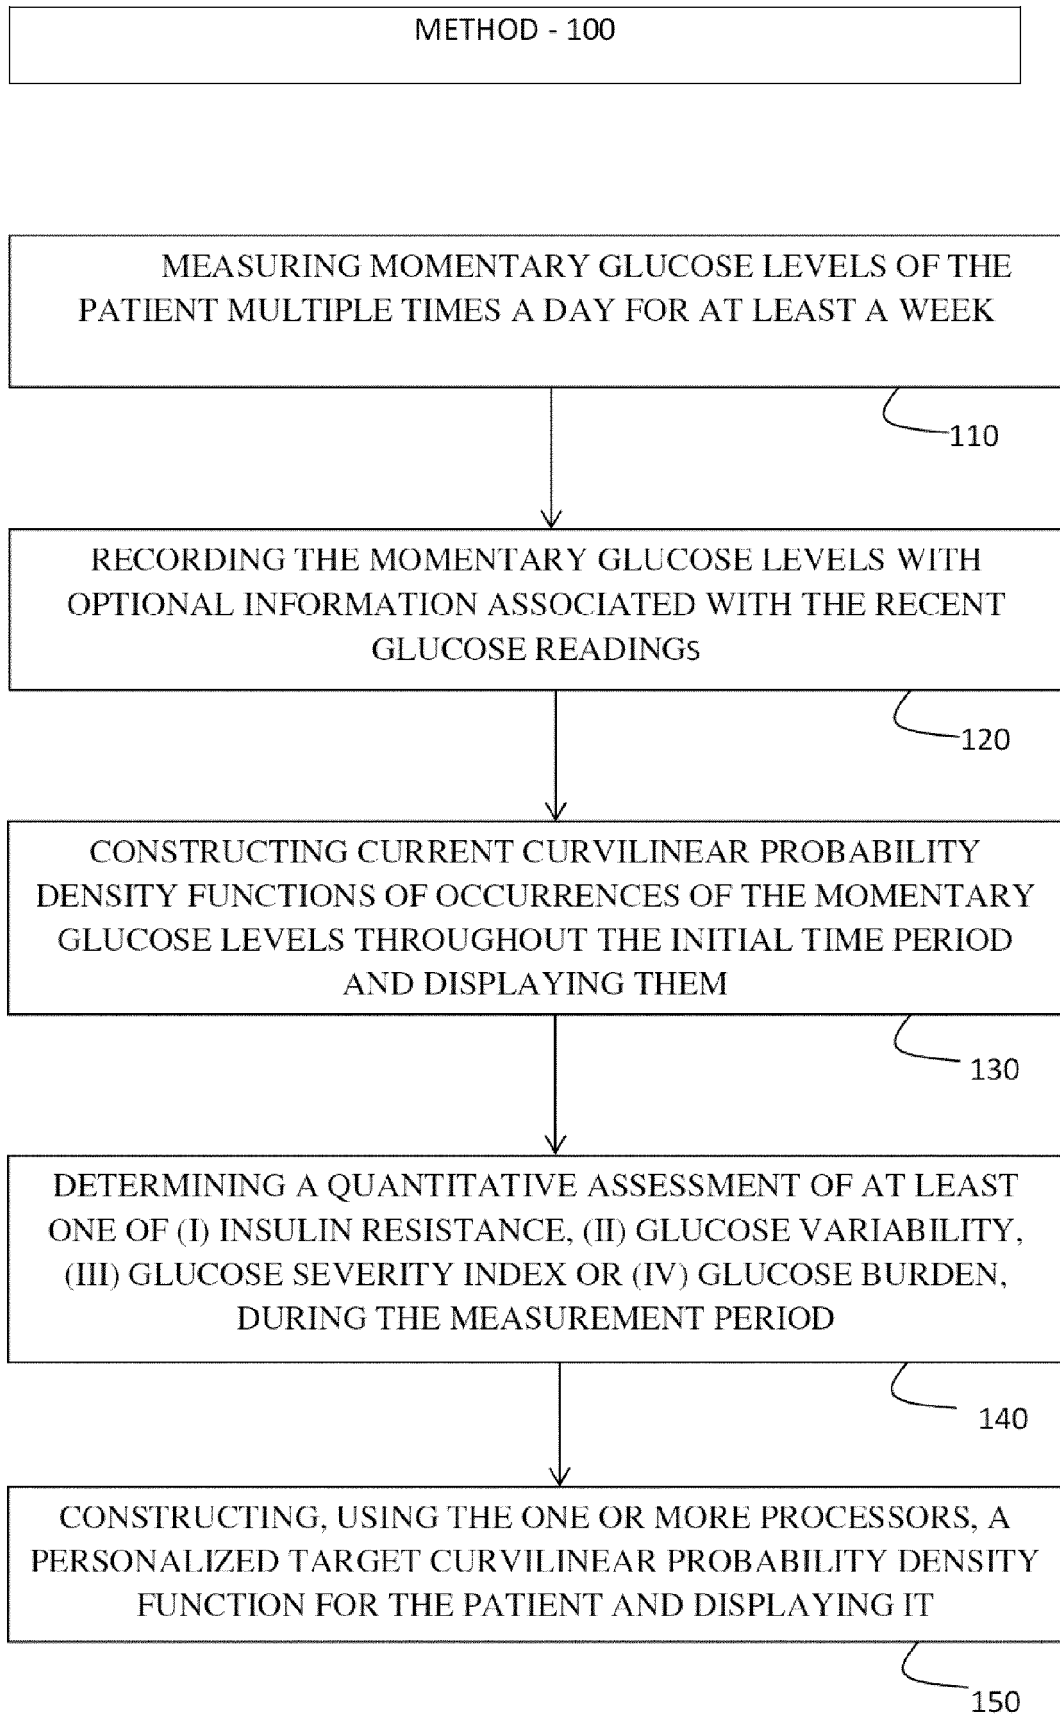 METHOD - 100
MEASURING MOMENTARY GLUCOSE LEVELS OF THE
PATIENT MULTIPLE TIMES A DAY FOR AT LEAST A WEEK
110
RECORDING THE MOMENTARY GLUCOSE LEVELS WITH
OPTIONAL INFORMATION ASSOCIATED WITH THE RECENT
GLUCOSE READINGs
120
CONSTRUCTING CURRENT CURVILINEAR PROBABILITY
DENSITY FUNCTIONS OF OCCURRENCES OF THE MOMENTARY
GLUCOSE LEVELS THROUGHOUT THE INITIAL TIME PERIOD
AND DISPLAYING THEM
130
DETERMINING A QUANTITATIVE ASSESSMENT OF AT LEAST
ONE OF (I) INSULIN RESISTANCE, (II) GLUCOSE VARIABILITY,
(III) GLUCOSE SEVERITY INDEX OR (IV) GLUCOSE BURDEN,
DURING THE MEASUREMENT PERIOD
140
CONSTRUCTING, USING THE ONE OR MORE PROCESSORS, A
PERSONALIZED TARGET CURVILINEAR PROBABILITY DENSITY
FUNCTION FOR THE PATIENT AND DISPLAYING IT
150